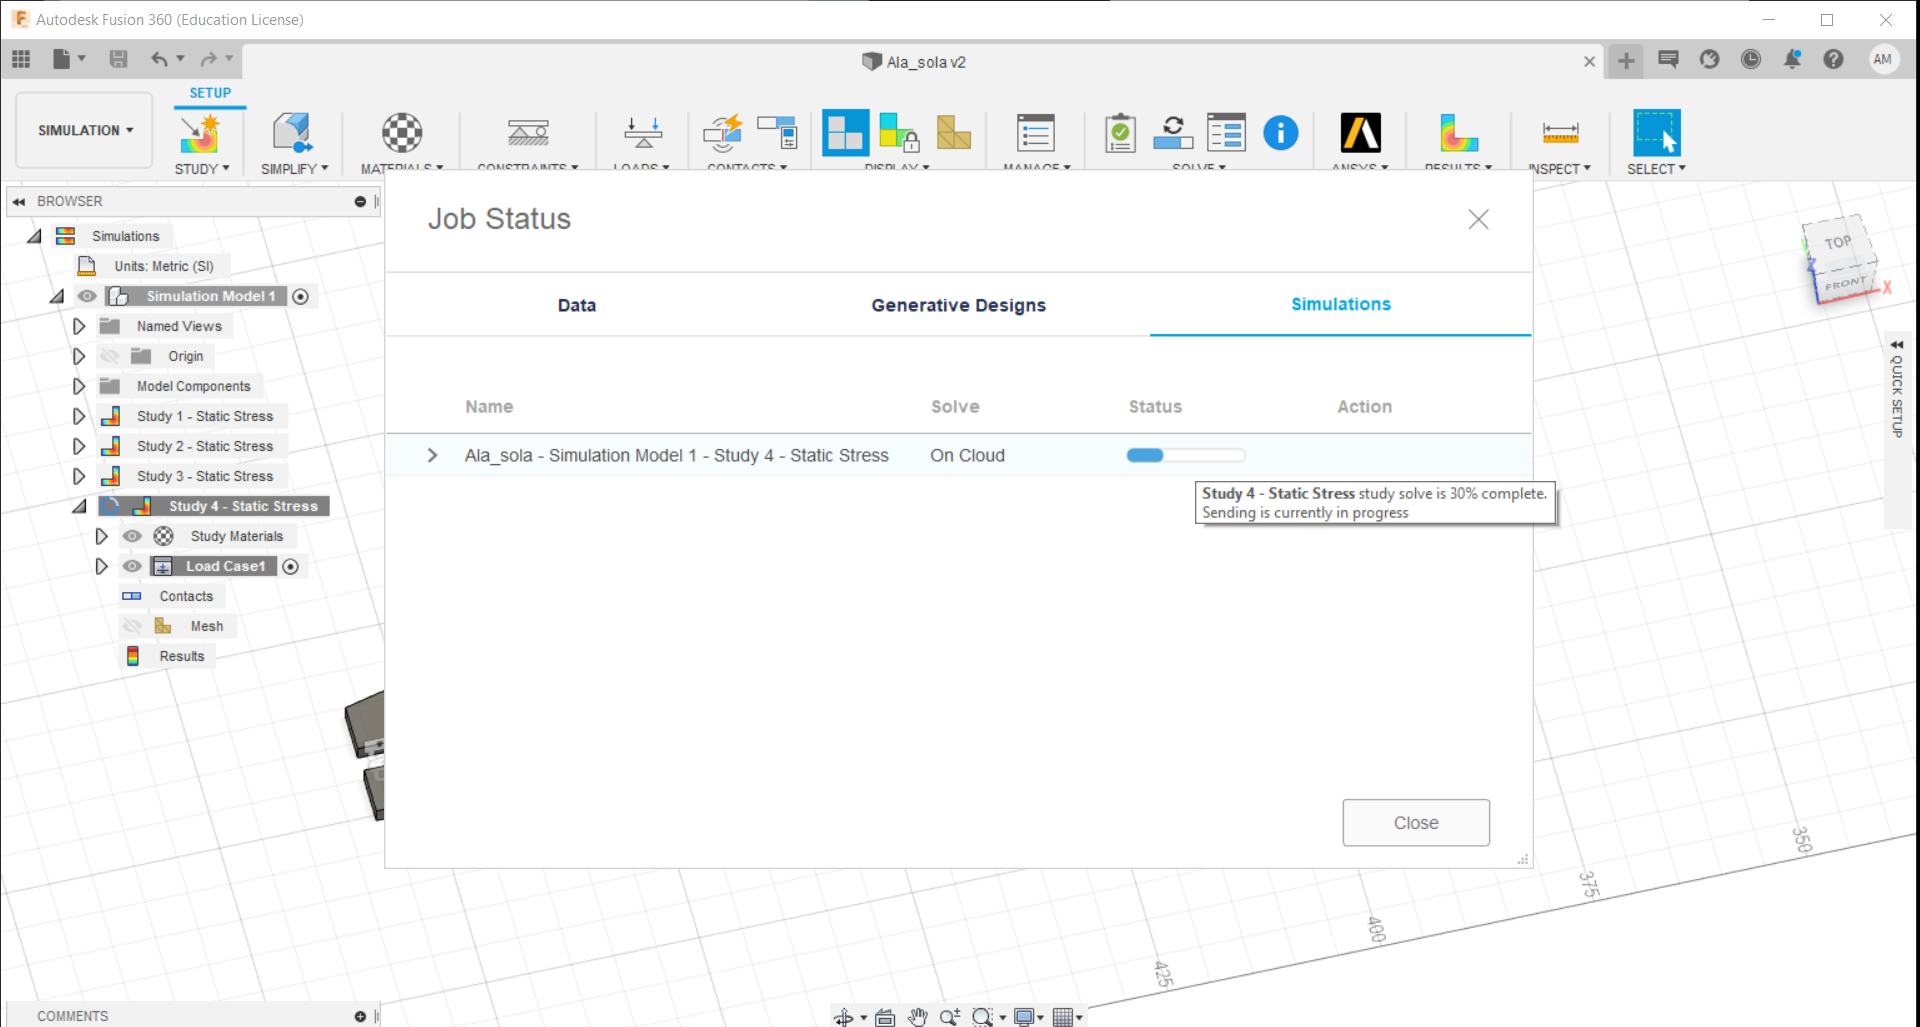 Autodesk Fusion 360 (Education License)
Ala_sola v2
AM
SETUP
SIMULATION
STUDY
SIMPLIFY
MATERIALS
CONSTRAINTS
LOADS
CONTACTS
DISPLAY
MANAGE
SOLVE
ANSYS
RESULTS
INSPECT
SELECT
BROWSER
Simulations
Units: Metric (SI)
Simulation Model 1
Named Views
Origin
Model Components
Study 1 - Static Stress
Study 2 - Static Stress
Study 3 - Static Stress
Study 4 - Static Stress
Study Materials
Load Case1
Contacts
Mesh
Results
Job Status
Data
Generative Designs
Simulations
Name
Solve
Status
Action
Ala_sola - Simulation Model 1 - Study 4 - Static Stress
On Cloud
Study 4 - Static Stress study solve is 30% complete.
Sending is currently in progress
Close
TOP
FRONT
X
Z
QUICK SETUP
350
375
400
425
COMMENTS